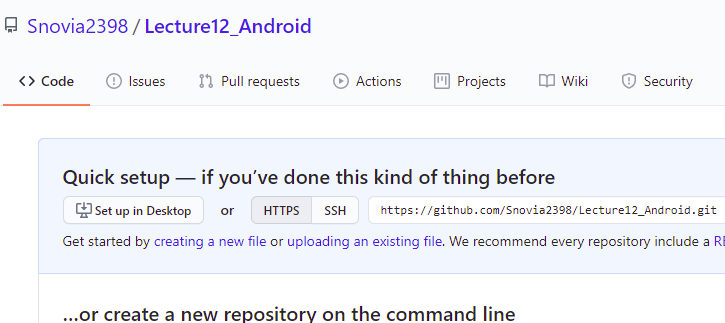 Snovia2398 / Lecture12_Android
Code Issues Pull requests Actions Projects Wiki Security
Quick setup — if you’ve done this kind of thing before
Set up in Desktop or HTTPS SSH https://github.com/Snovia2398/Lecture12_Android.git
Get started by creating a new file or uploading an existing file. We recommend every repository include a
…or create a new repository on the command line